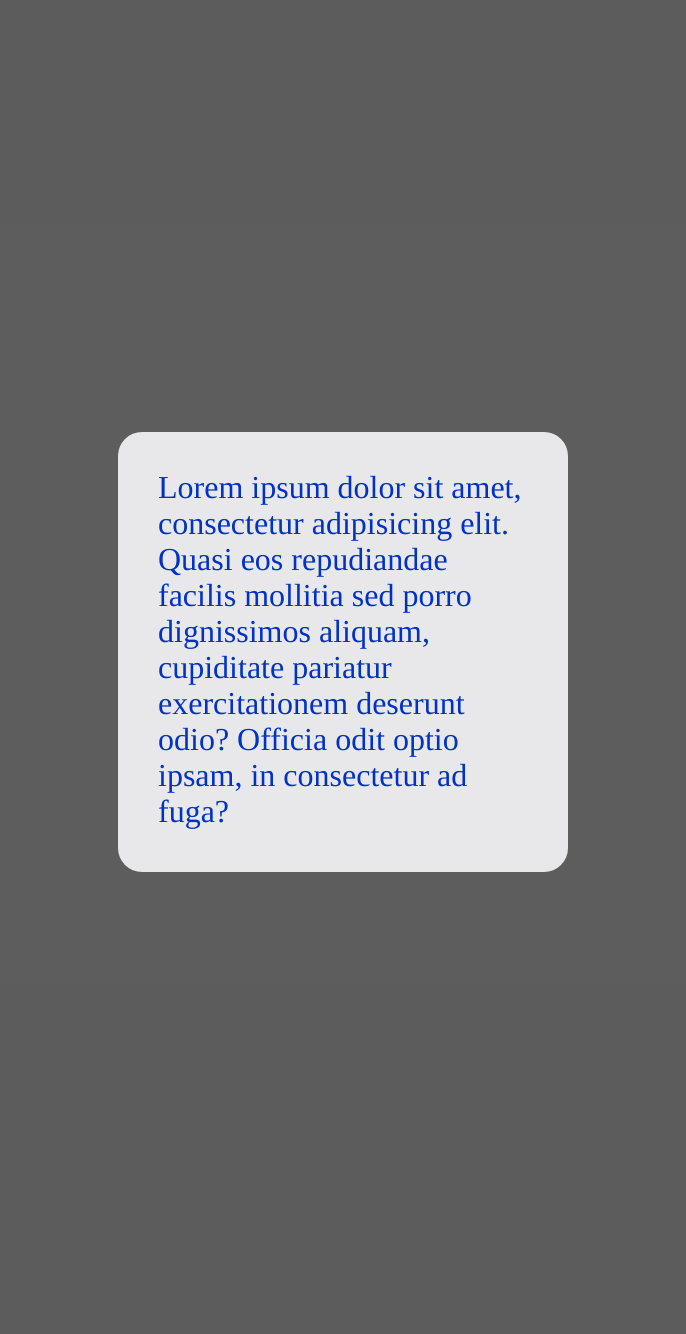 Lorem ipsum dolor sit amet,
consectetur adipisicing elit.
Quasi eos repudiandae
facilis mollitia sed porro
dignissimos aliquam,
cupiditate pariatur
exercitationem deserunt
odio? Officia odit optio
ipsam, in consectetur ad
fuga?